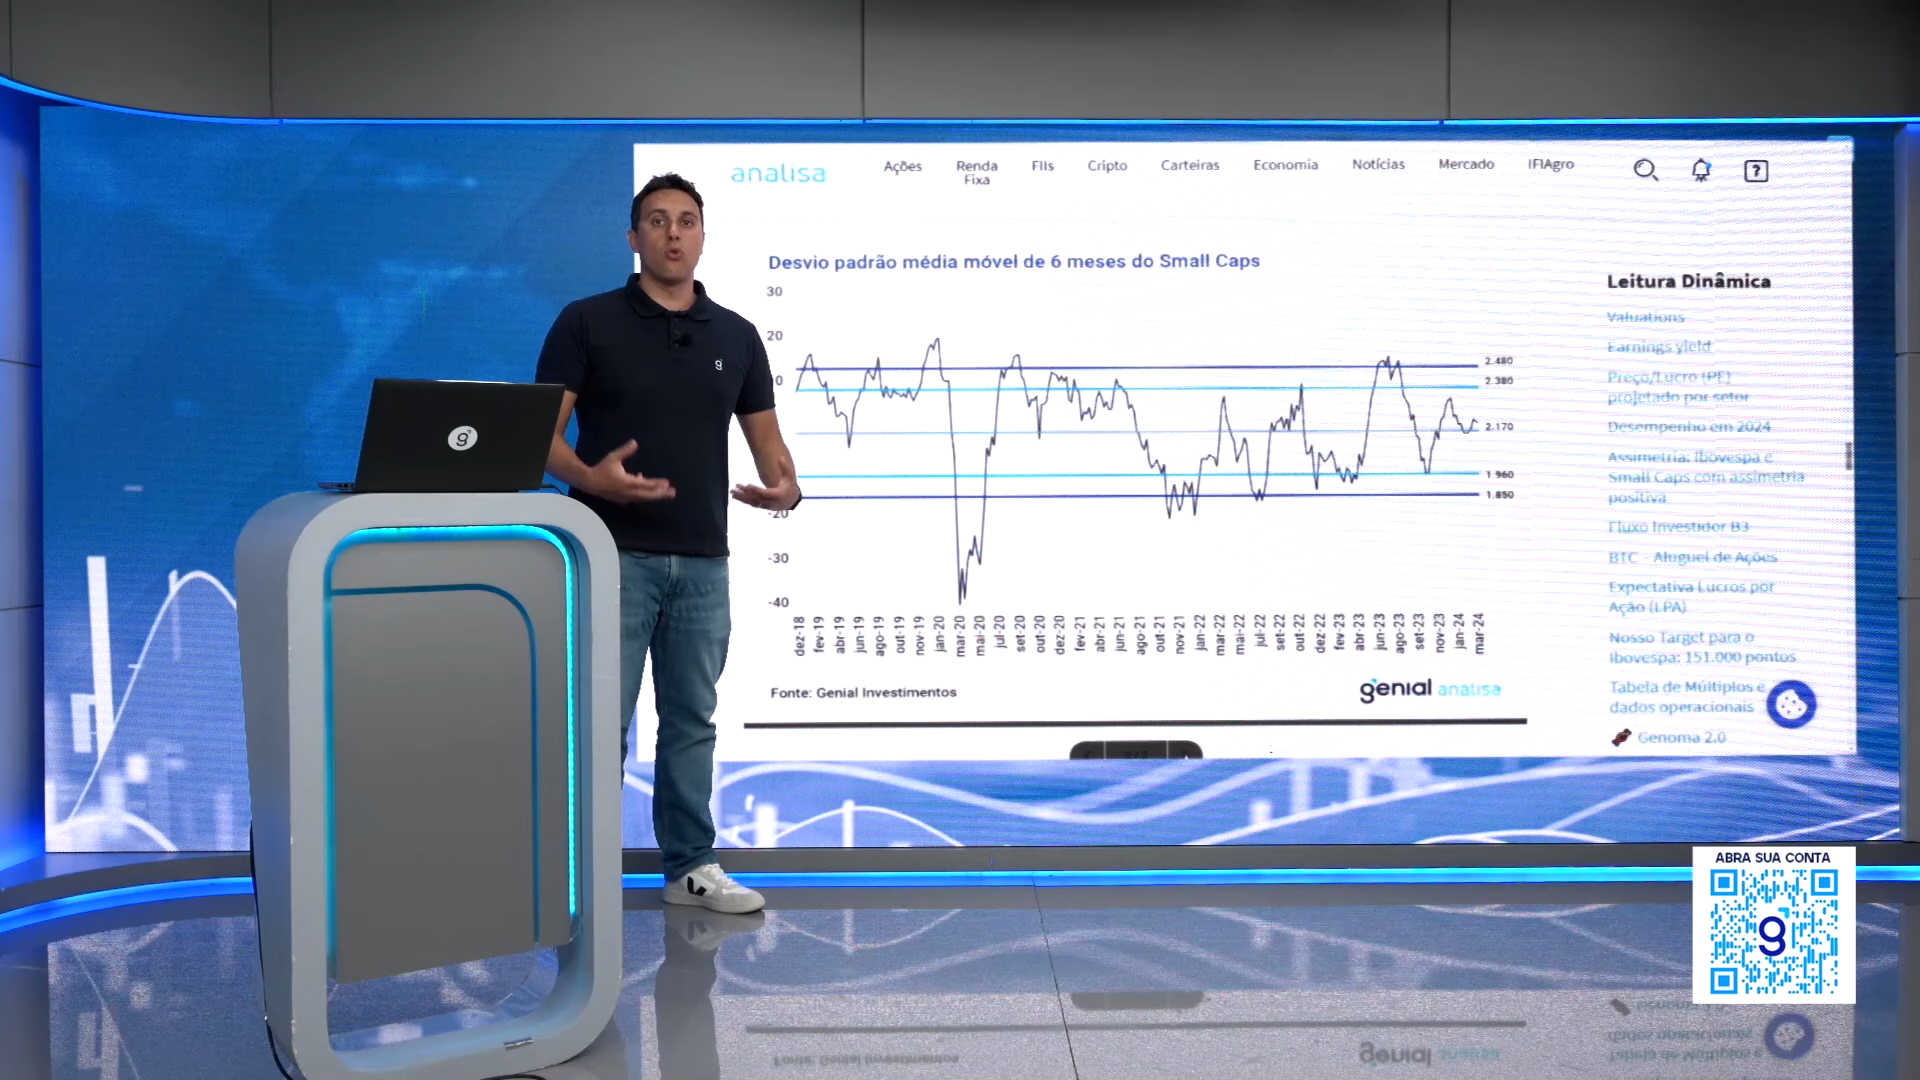 analisa
Ações
Renda
Fixa
FIIs
Cripto
Carteiras
Economia
Notícias
Mercado
IFIAgro
?
Desvio padrão média móvel de 6 meses do Small Caps
30
20
0
-20
-30
-40
2.480
2.380
2.170
1.960
1.850
dez-18
fev-19
abr-19
jun-19
ago-19
out-19
nov-19
jan-20
mar-20
mai-20
jul-20
set-20
out-20
dez-20
fev-21
abr-21
jun-21
ago-21
out-21
nov-21
jan-22
mar-22
mai-22
jul-22
set-22
out-22
dez-22
fev-23
abr-23
jun-23
ago-23
set-23
nov-23
jan-24
mar-24
Fonte: Genial Investimentos
genial analisa
Leitura Dinâmica
Valuations
Earnings yield
Preço/Lucro (PE)
projetado por setor
Desempenho em 2024
Assimetria: Ibovespa e
Small Caps com assimetria
positiva
Fluxo Investidor B3
BTC - Aluguel de Ações
Expectativa Lucros por
Ação (LPA)
Nosso Target para o
Ibovespa: 151.000 pontos
Tabela de Múltiplos e
dados operacionais
Genoma 2.0
g
g
ABRA SUA CONTA
g